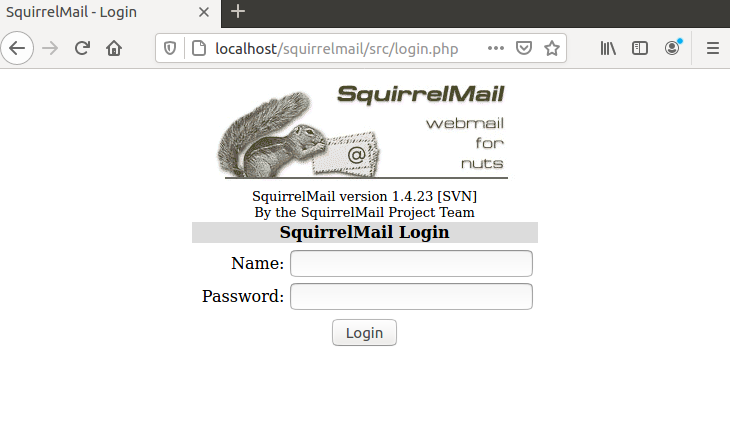 SquirrelMail - Login
localhost/squirrelmail/src/login.php
SquirrelMail
webmail
for
nuts
@
SquirrelMail version 1.4.23 [SVN]
By the SquirrelMail Project Team
SquirrelMail Login
Name:
Password:
Login